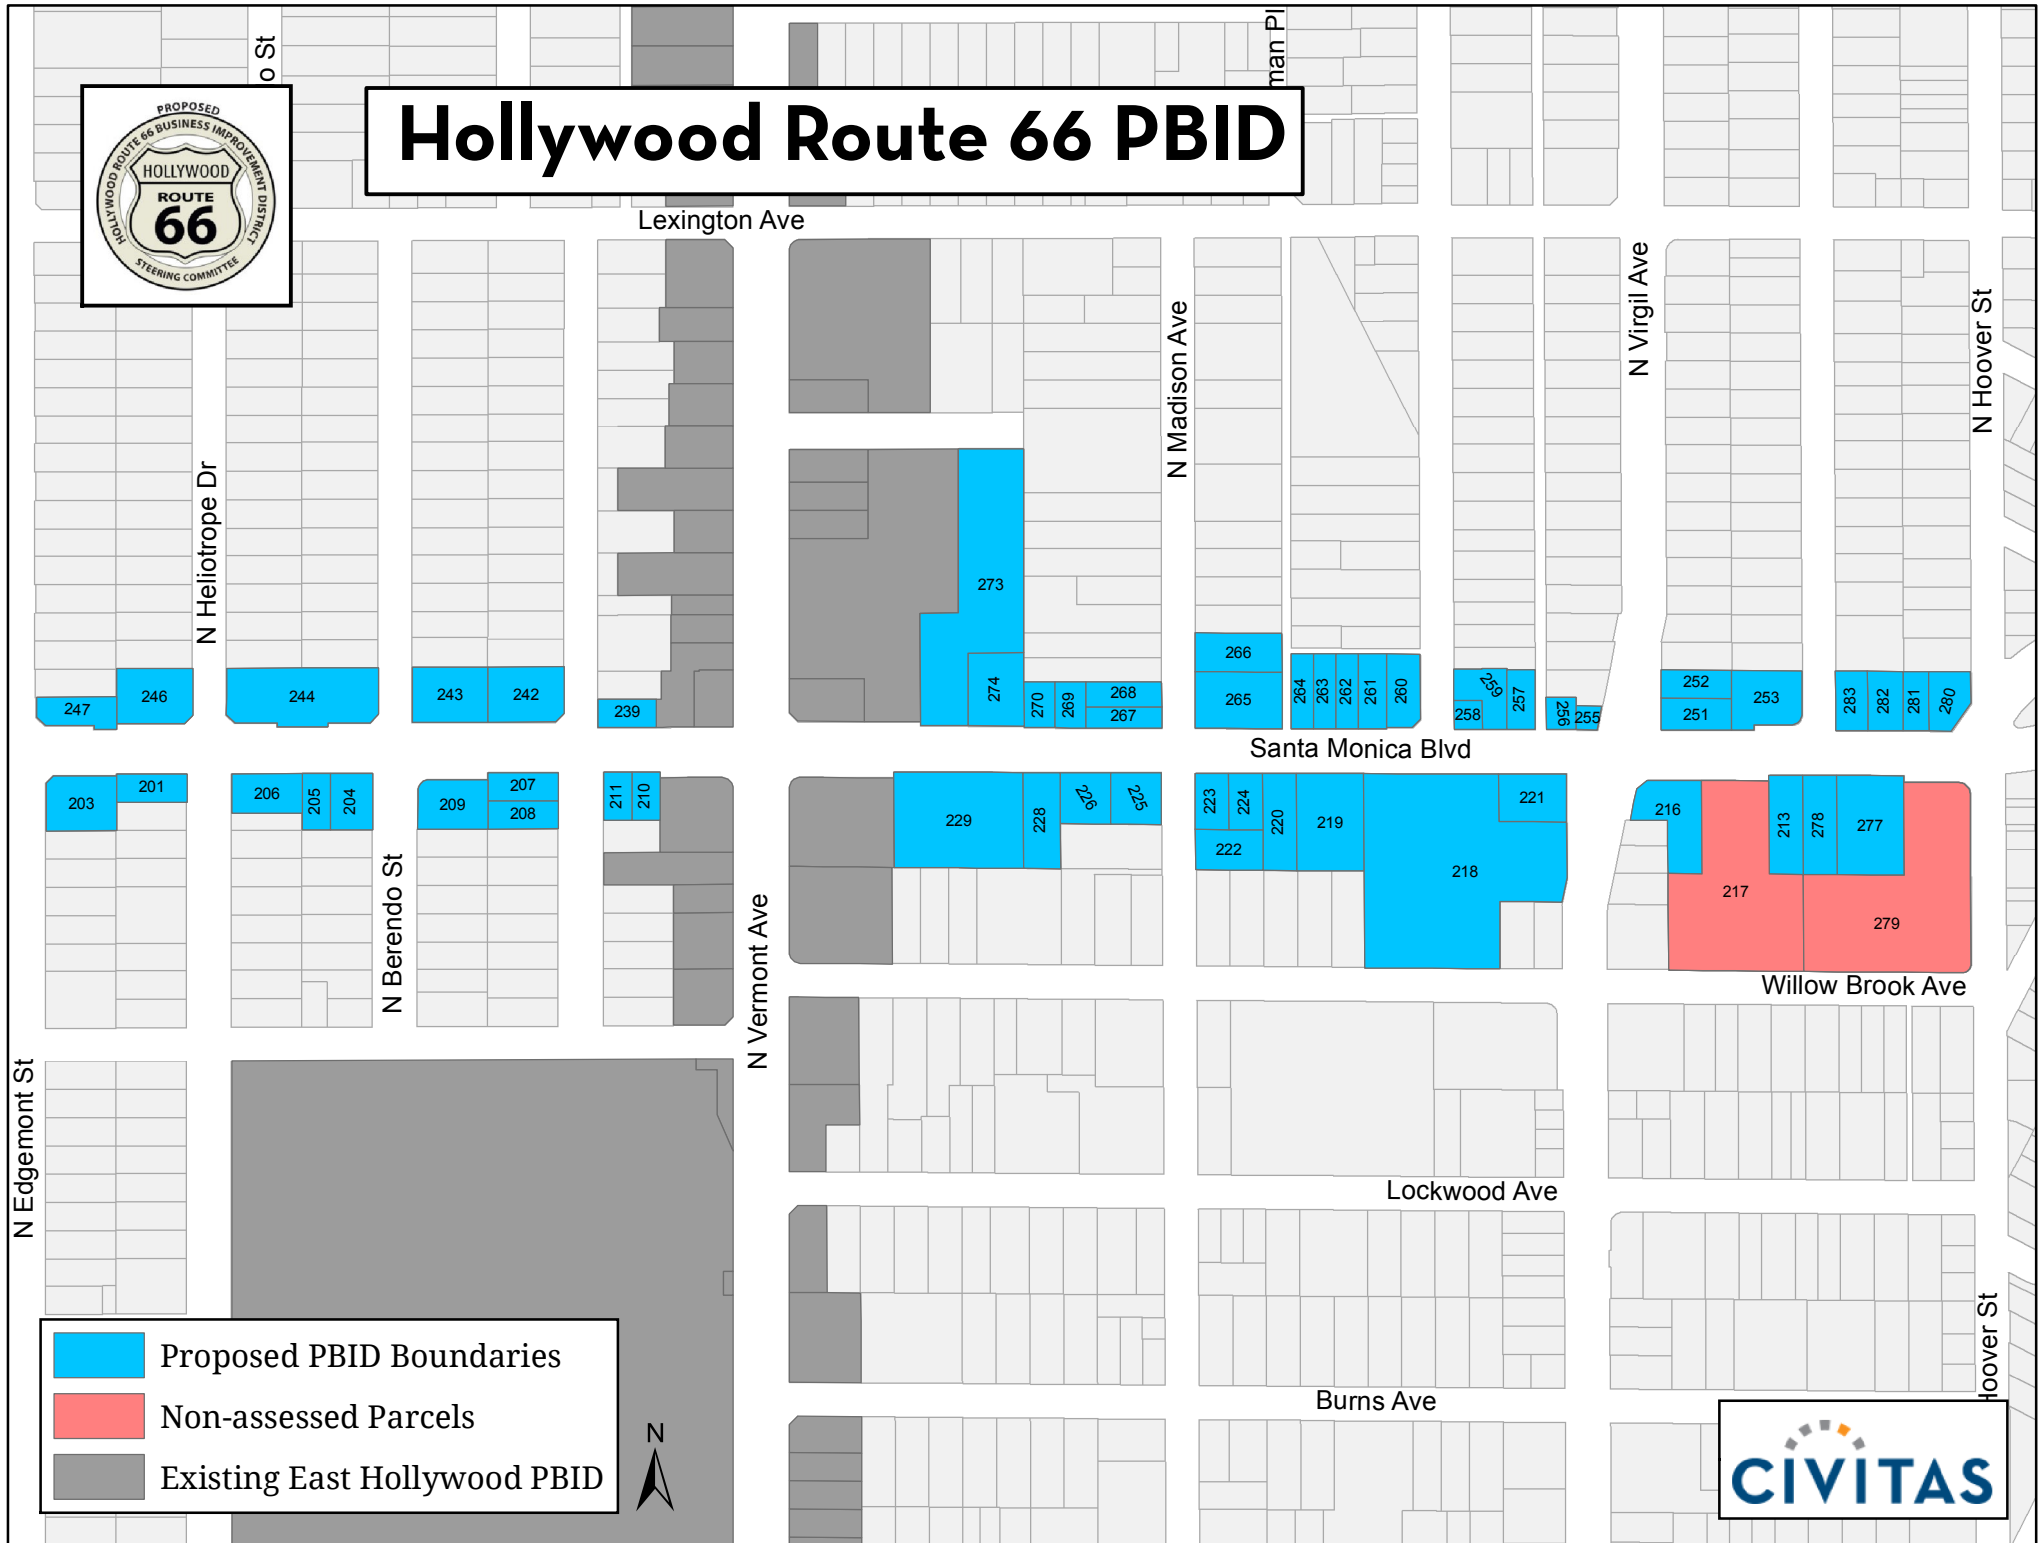 o St
man Pl
PROPOSED
HOLLYWOOD ROUTE 66 BUSINESS IMPROVEMENT DISTRICT
HOLLYWOOD
ROUTE
66
STEERING COMMITTEE
Hollywood Route 66 PBID
Lexington Ave
N Heliotrope Dr
N Madison Ave
N Virgil Ave
N Hoover St
273
266
247
246
244
243
242
239
274
270
269
268
267
265
264
263
262
261
260
259
258
257
256
255
252
251
253
283
282
281
280
Santa Monica Blvd
203
201
206
205
204
209
207
208
211
210
229
228
226
225
223
224
222
220
219
218
221
216
217
213
278
277
279
N Berendo St
N Vermont Ave
Willow Brook Ave
N Edgemont St
Lockwood Ave
Hoover St
Burns Ave
Proposed PBID Boundaries
Non-assessed Parcels
Existing East Hollywood PBID
N
CIVITAS